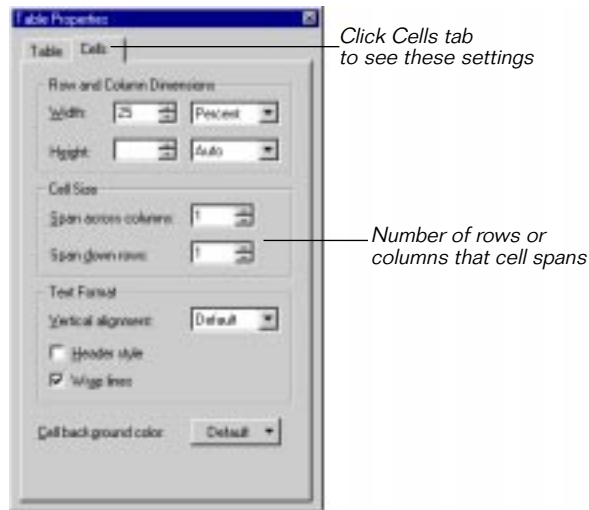 Table Properties
Click Cells tab
to see these settings
Table Cells
Row and Column Dimensions
Width: 25 Percent
Height: Auto
Cell Size
Span across columns: 1
Number of rows or
columns that cell spans
Span down rows: 1
Text Format
Vertical alignment: Default
Header style
Wrap lines
Cell background color: Default